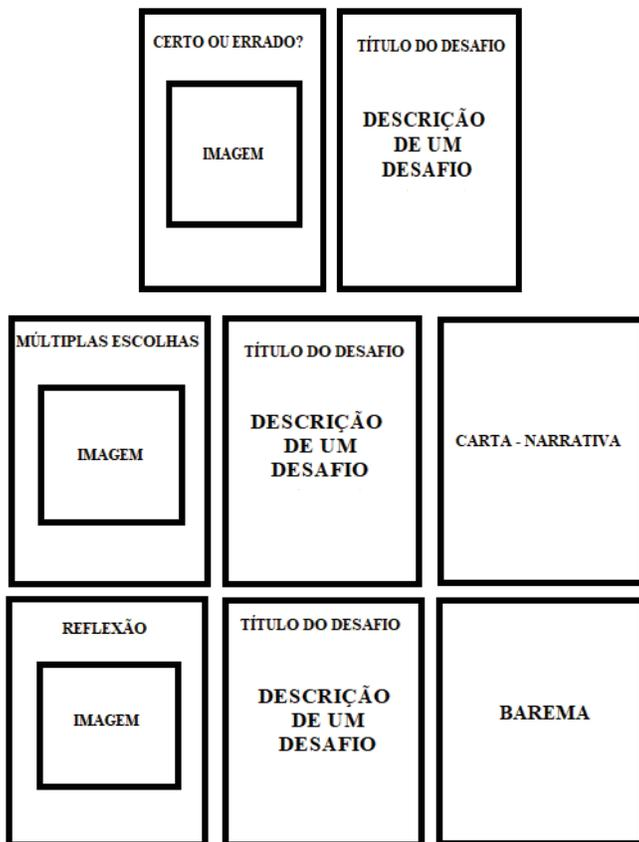 CERTO OU ERRADO?
IMAGEM
TÍTULO DO DESAFIO
DESCRIÇÃO
DE UM
DESAFIO
MÚLTIPLAS ESCOLHAS
IMAGEM
TÍTULO DO DESAFIO
DESCRIÇÃO
DE UM
DESAFIO
CARTA - NARRATIVA
REFLEXÃO
IMAGEM
TÍTULO DO DESAFIO
DESCRIÇÃO
DE UM
DESAFIO
BAREMA